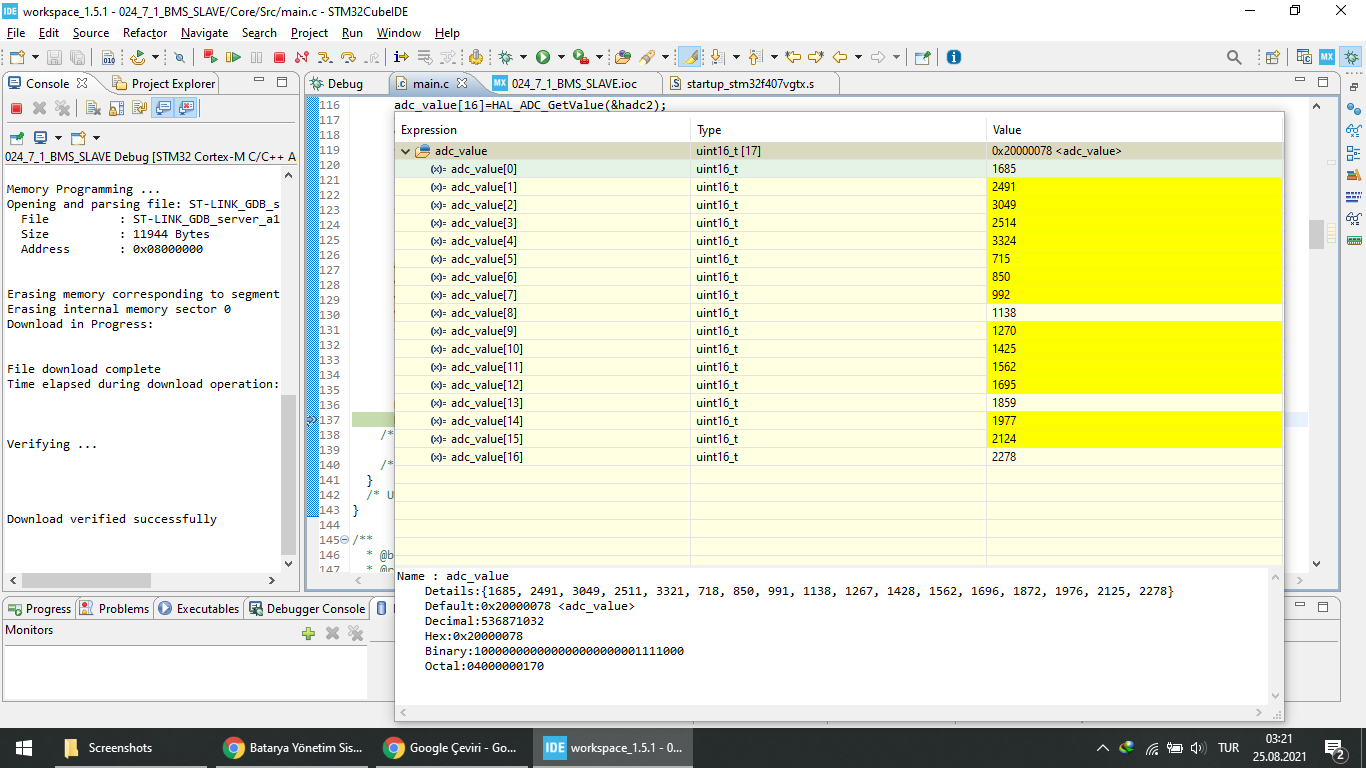 IDE workspace_1.5.1 - 024_7_1_BMS_SLAVE/Core/Src/main.c - STM32CubeIDE
File Edit Source Refactor Navigate Search Project Run Window Help
Console Project Explorer
Debug main.c 024_7_1_BMS_SLAVE.ioc startup_stm32f407vgtx.s
024_7_1_BMS_SLAVE Debug [STM32 Cortex-M C/C++ A
Memory Programming ...
Opening and parsing file: ST-LINK_GDB_s
File : ST-LINK_GDB_server_a1
Size : 11944 Bytes
Address : 0x08000000
Erasing memory corresponding to segment
Erasing internal memory sector 0
Download in Progress:
File download complete
Time elapsed during download operation:
Verifying ...
Download verified successfully
116 adc_value[16]=HAL_ADC_GetValue(&hadc2);
117
118
119
120
121
122
123
124
125
126
127
128
129
130
131
132
133
134
135
136
137
138 /*
139
140 /*
141 }
142 /* U
143 }
144
145 /**
146 * @b
147
Expression Type Value
adc_value uint16_t [17] 0x20000078 <adc_value>
(x)= adc_value[0] uint16_t 1685
(x)= adc_value[1] uint16_t 2491
(x)= adc_value[2] uint16_t 3049
(x)= adc_value[3] uint16_t 2514
(x)= adc_value[4] uint16_t 3324
(x)= adc_value[5] uint16_t 715
(x)= adc_value[6] uint16_t 850
(x)= adc_value[7] uint16_t 992
(x)= adc_value[8] uint16_t 1138
(x)= adc_value[9] uint16_t 1270
(x)= adc_value[10] uint16_t 1425
(x)= adc_value[11] uint16_t 1562
(x)= adc_value[12] uint16_t 1695
(x)= adc_value[13] uint16_t 1859
(x)= adc_value[14] uint16_t 1977
(x)= adc_value[15] uint16_t 2124
(x)= adc_value[16] uint16_t 2278
Name : adc_value
Details:{1685, 2491, 3049, 2511, 3321, 718, 850, 991, 1138, 1267, 1428, 1562, 1696, 1872, 1976, 2125, 2278}
Default:0x20000078 <adc_value>
Decimal:536871032
Hex:0x20000078
Binary:100000000000000000000001111000
Octal:04000000170
Progress Problems Executables Debugger Console
Monitors
Screenshots
Batarya Yönetim Sis...
Google Çeviri - Go...
IDE workspace_1.5.1 - 0...
TUR
03:21
25.08.2021
2